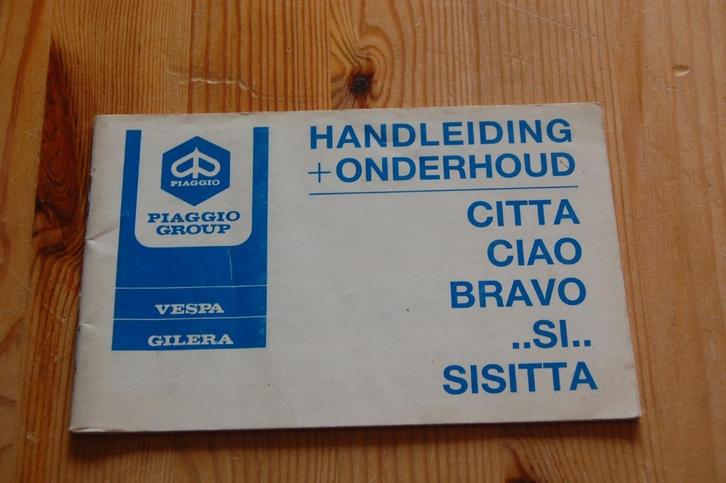 PIAGGIO
PIAGGIO
GROUP
VESPA
GILERA
HANDLEIDING
+ONDERHOUD
CITTA
CIAO
BRAVO
..SI..
SISITTA